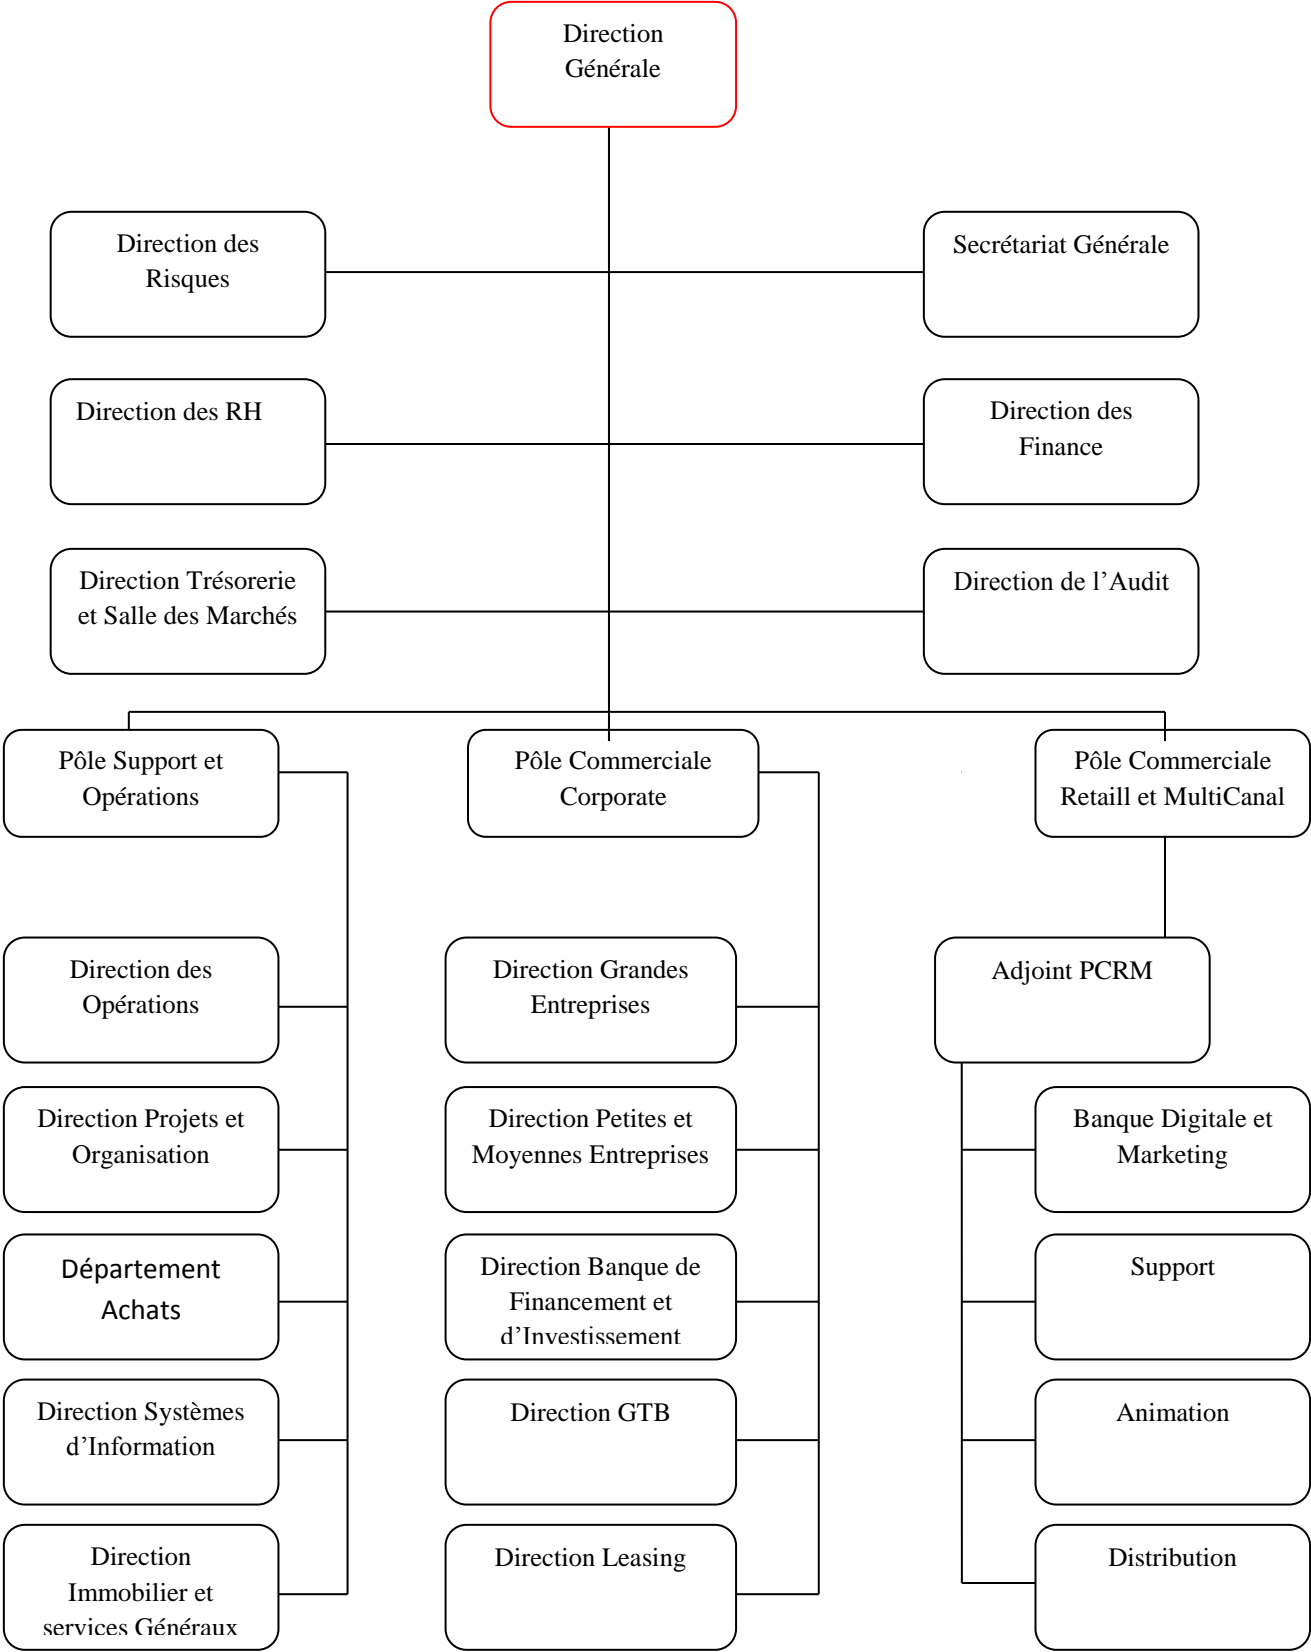 Direction
Générale
Direction des
Risques
Secrétariat Générale
Direction des RH
Direction des
Finance
Direction Trésorerie
et Salle des Marchés
Direction de l’Audit
Pôle Support et
Opérations
Pôle Commerciale
Corporate
Pôle Commerciale
Retaill et MultiCanal
Direction des
Opérations
Direction Grandes
Entreprises
Adjoint PCRM
Direction Projets et
Organisation
Direction Petites et
Moyennes Entreprises
Banque Digitale et
Marketing
Département
Achats
Direction Banque de
Financement et
d’Investissement
Support
Direction Systèmes
d’Information
Direction GTB
Animation
Direction
Immobilier et
services Généraux
Direction Leasing
Distribution